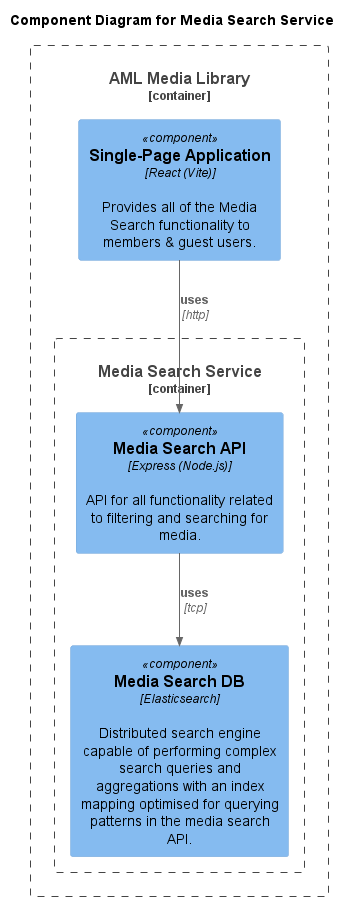 Component Diagram for Media Search Service
AML Media Library
[container]
«component»
Single-Page Application
[React (Vite)]
Provides all of the Media
Search functionality to
members & guest users.
uses
[http]
Media Search Service
[container]
«component»
Media Search API
[Express (Node.js)]
API for all functionality related
to filtering and searching for
media.
uses
[tcp]
«component»
Media Search DB
[Elasticsearch]
Distributed search engine
capable of performing complex
search queries and
aggregations with an index
mapping optimised for querying
patterns in the media search
API.